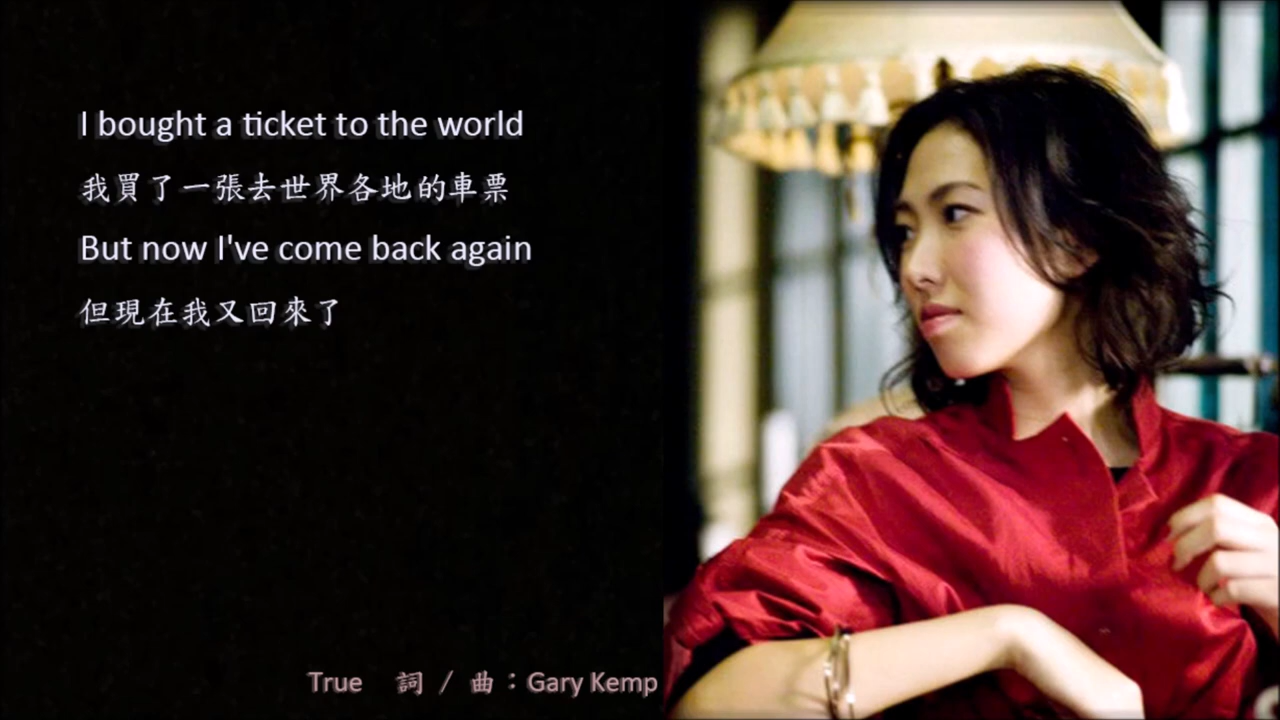 I bought a ticket to the world
我買了一張去世界各地的車票
But now I've come back again
但現在我又回來了
True 詞 / 曲：Gary Kemp